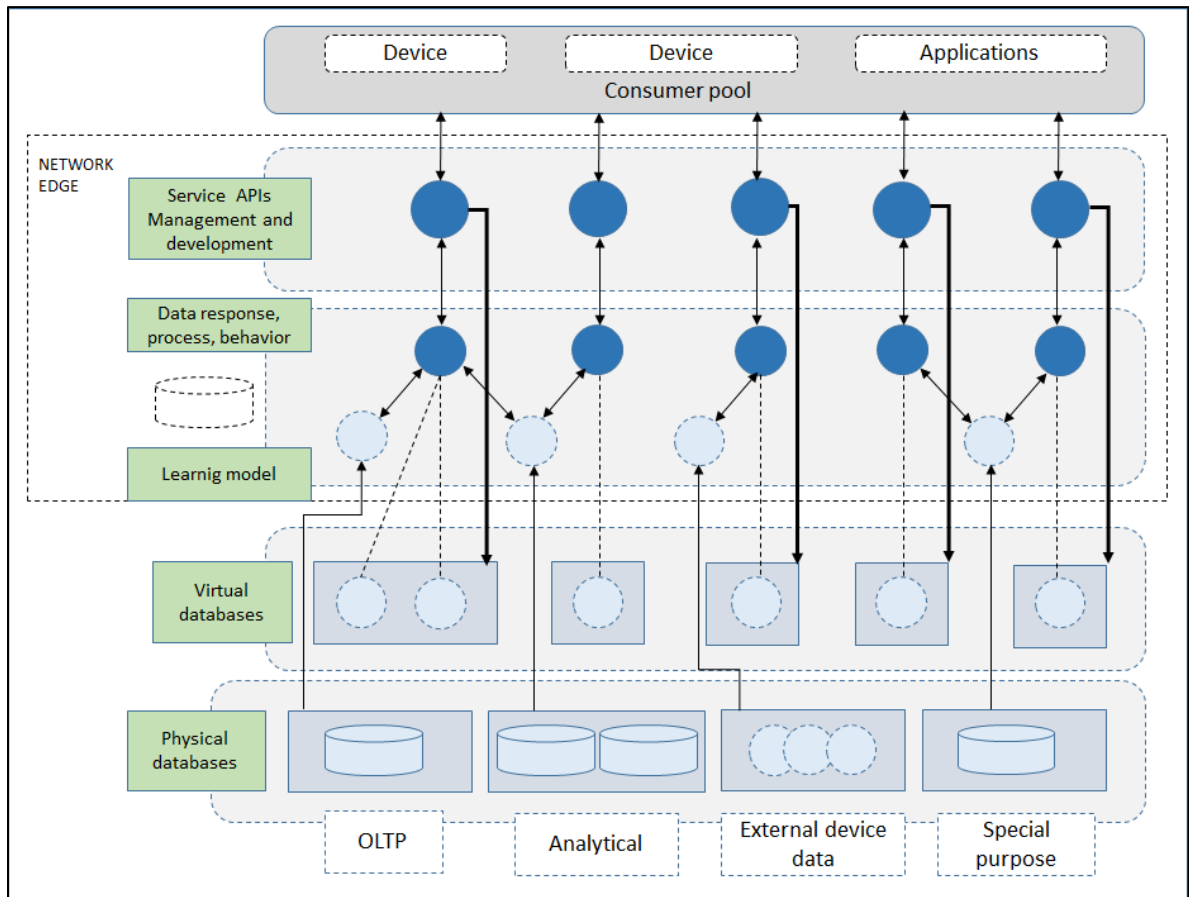 Device
Device
Applications
Consumer pool
NETWORK
EDGE
Service APIs
Management and
development
Data response,
process, behavior
Learnig model
Virtual
databases
Physical
databases
OLTP
Analytical
External device
data
Special
purpose